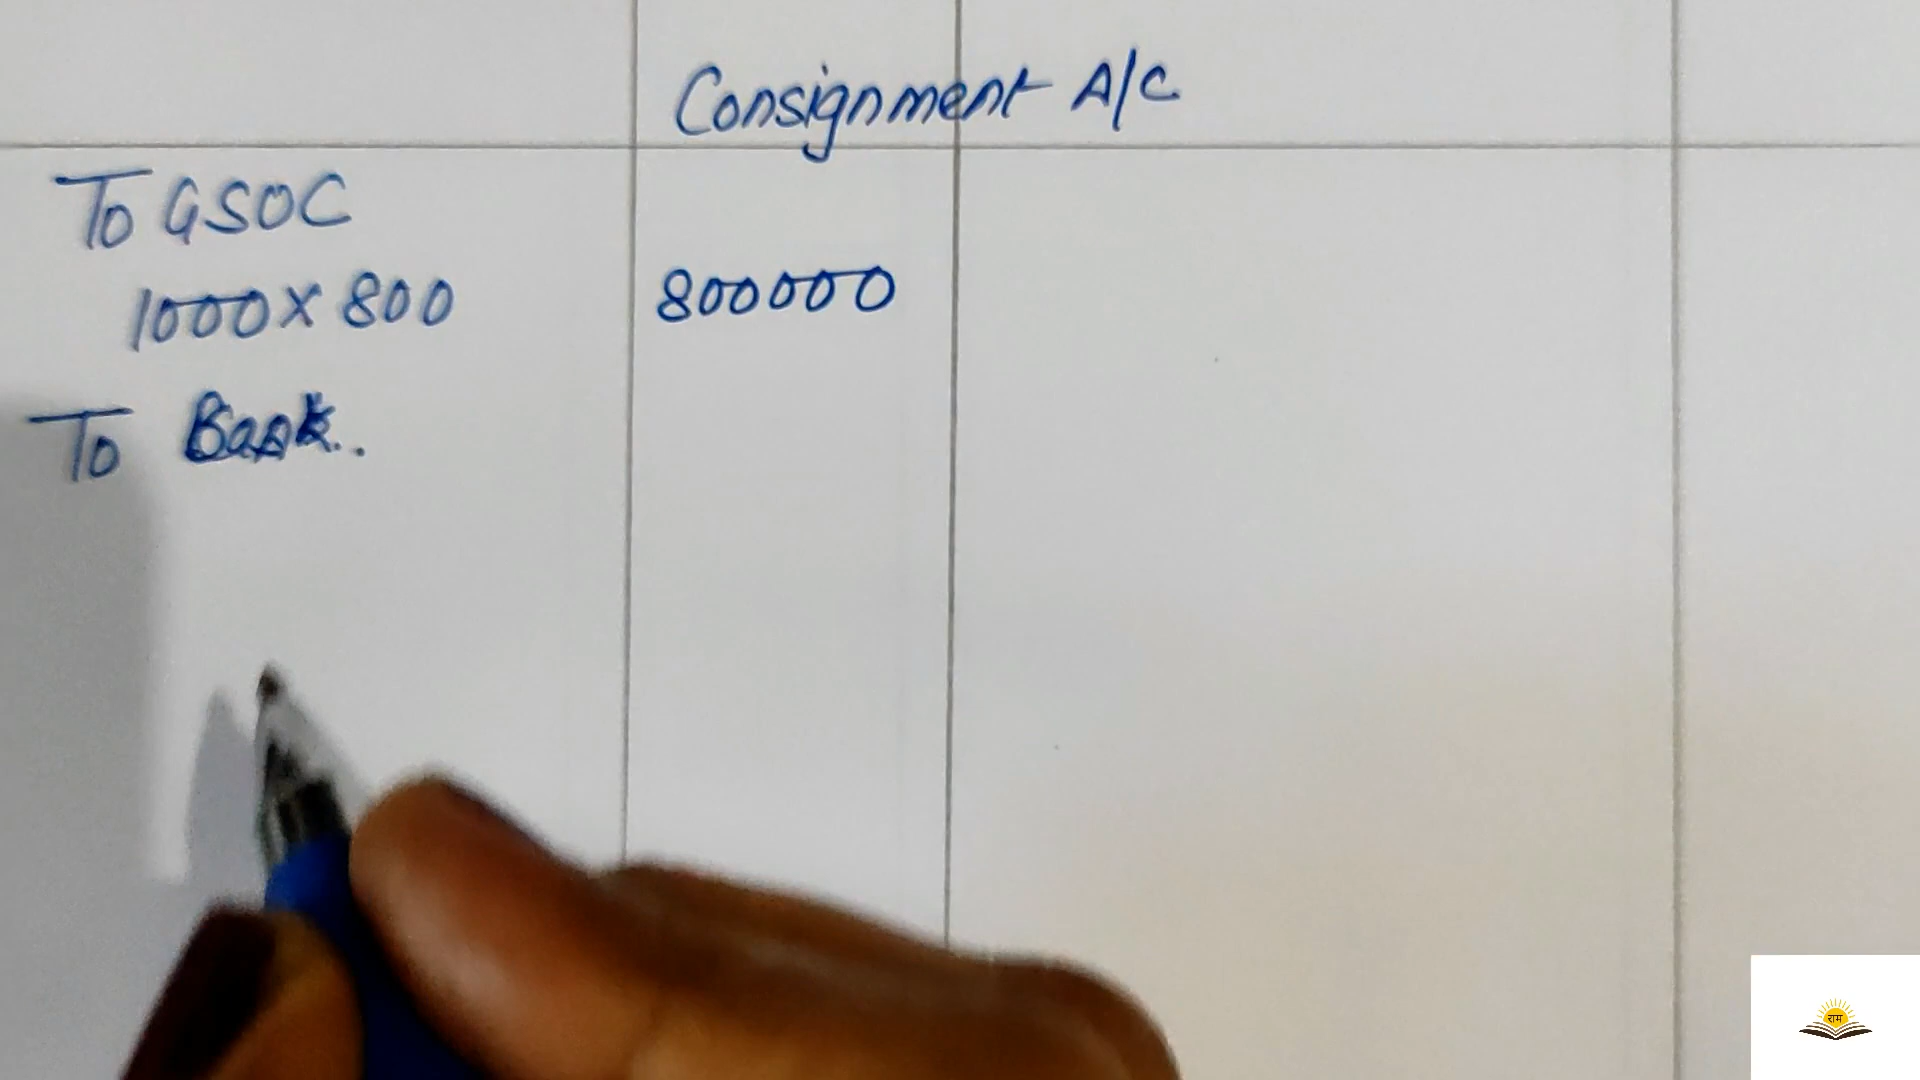 Consignment A/C
To GSOC
1000 x 800 800000
To Bank.
राम